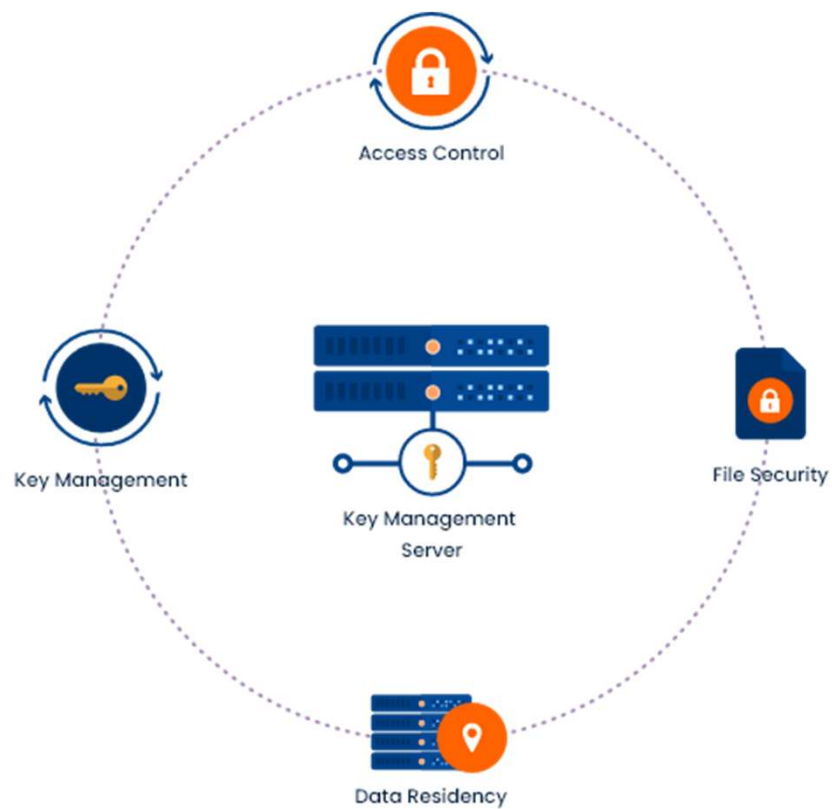 Access Control
Key Management
File Security
Key Management
Server
Data Residency